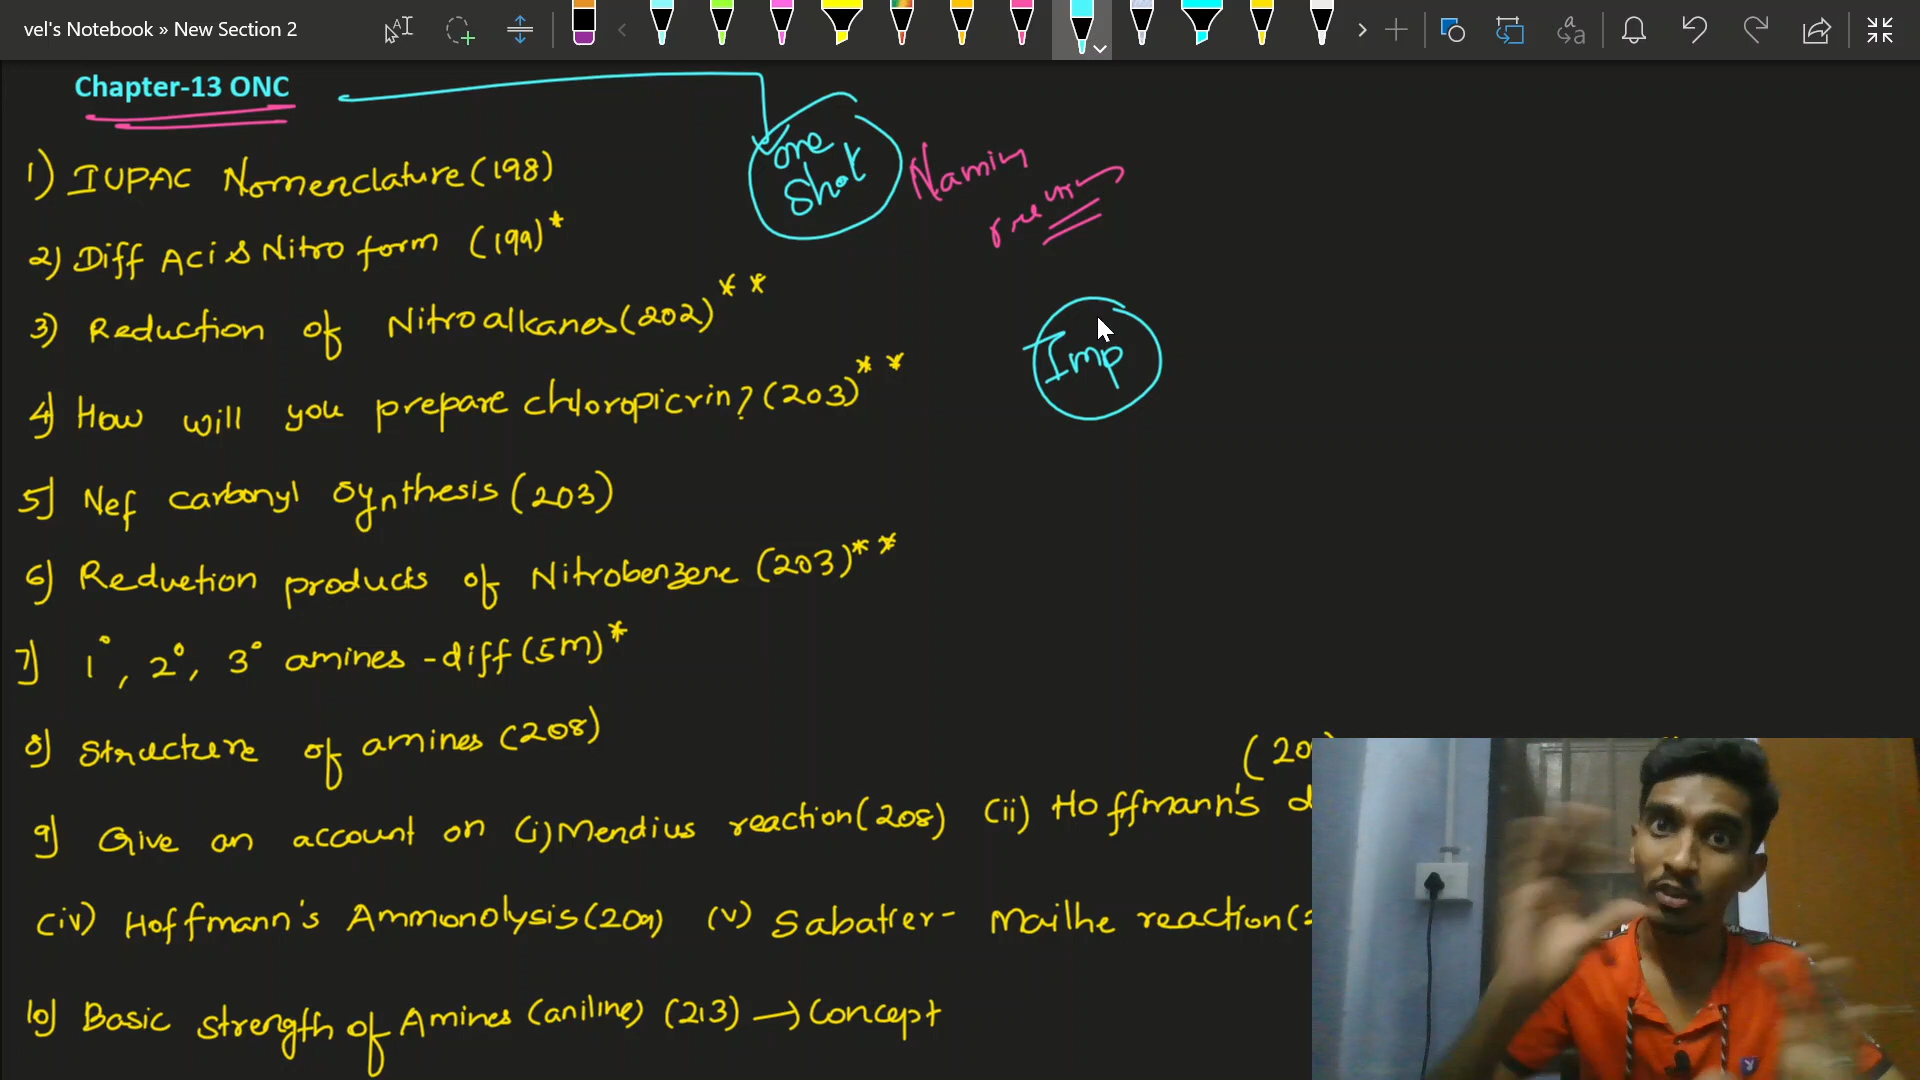 vel's Notebook » New Section 2
Chapter-13 ONC
one
shot
Naming
1) IUPAC Nomenclature (198)
2) Diff Aci & Nitro form (199)*
3) Reduction of Nitroalkanes (202)**
Imp
4) How will you prepare chloropicrin? (203)**
5) Nef carbonyl synthesis (203)
6) Reduction products of Nitrobenzene (203)**
7) 1°, 2°, 3° amines - diff (5m)*
8) Structure of amines (208)
9) Give an account on (i) Mendius reaction (208) (ii) Hoffmann's d
(iv) Hoffmann's Ammonolysis (209) (v) Sabatier- Mailhe reaction (2
10) Basic strength of Amines (aniline) (213) → Concept